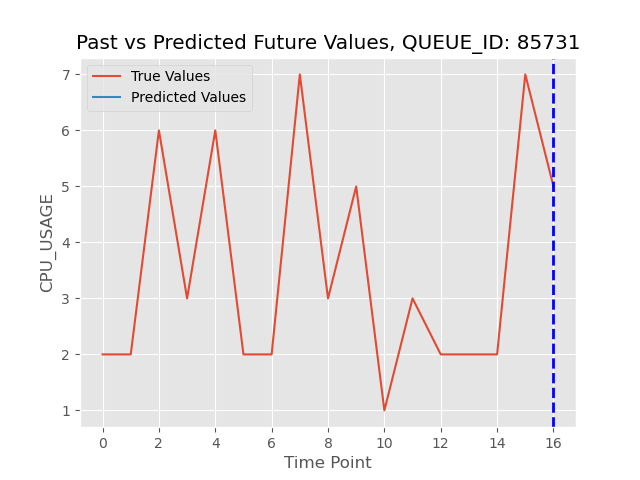 Past vs Predicted Future Values, QUEUE_ID: 85731
True Values
Predicted Values
CPU_USAGE
7
6
5
4
3
2
1
0 2 4 6 8 10 12 14 16
Time Point